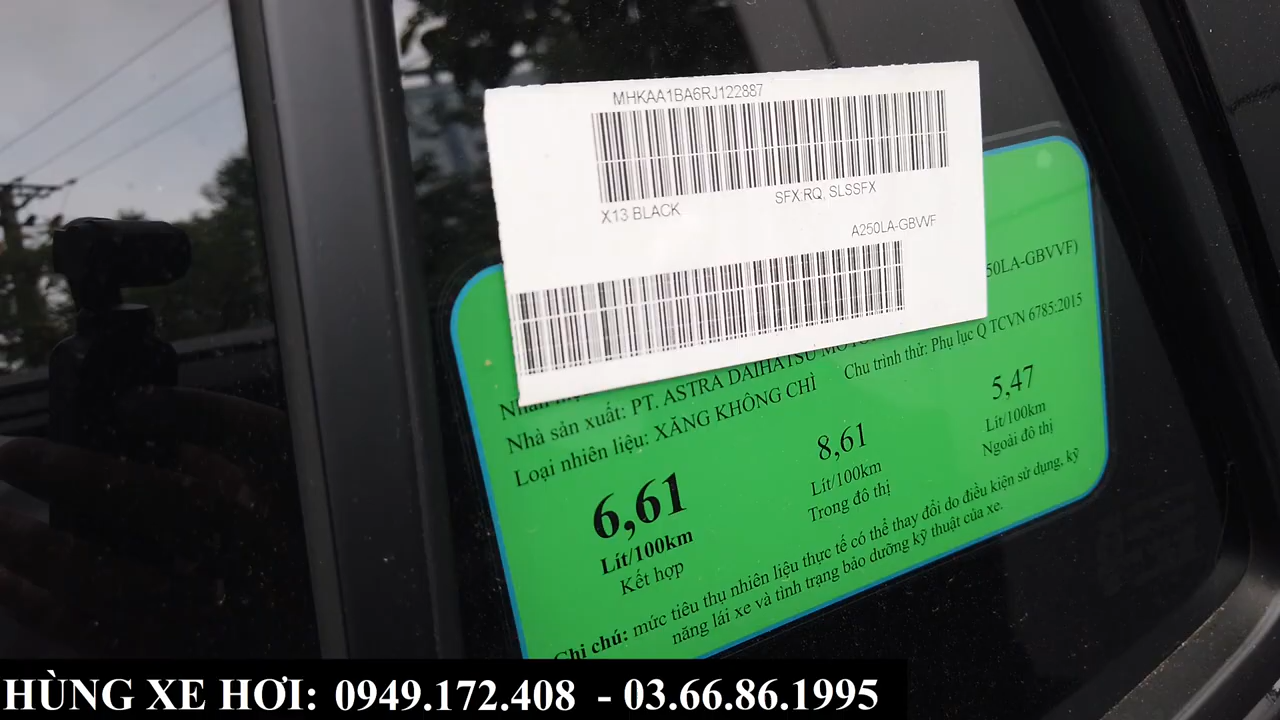 MHKAA1BA6RJ122887
X13 BLACK
SFX:RQ, SLSSFX
A250LA-GBVVF
50LA-GBVVF)
Nhà sản xuất: PT. ASTRA DAIHATSU
Loại nhiên liệu: XĂNG KHÔNG CHÌ
Chu trình thử: Phụ lục Q TCVN 6785:2015
6,61
Lít/100km
Kết hợp
8,61
Lít/100km
Trong đô thị
5,47
Lít/100km
Ngoài đô thị
Ghi chú: mức tiêu thụ nhiên liệu thực tế có thể thay đổi do điều kiện sử dụng, kỹ
năng lái xe và tình trạng bảo dưỡng kỹ thuật của xe.
HÙNG XE HƠI: 0949.172.408 - 03.66.86.1995